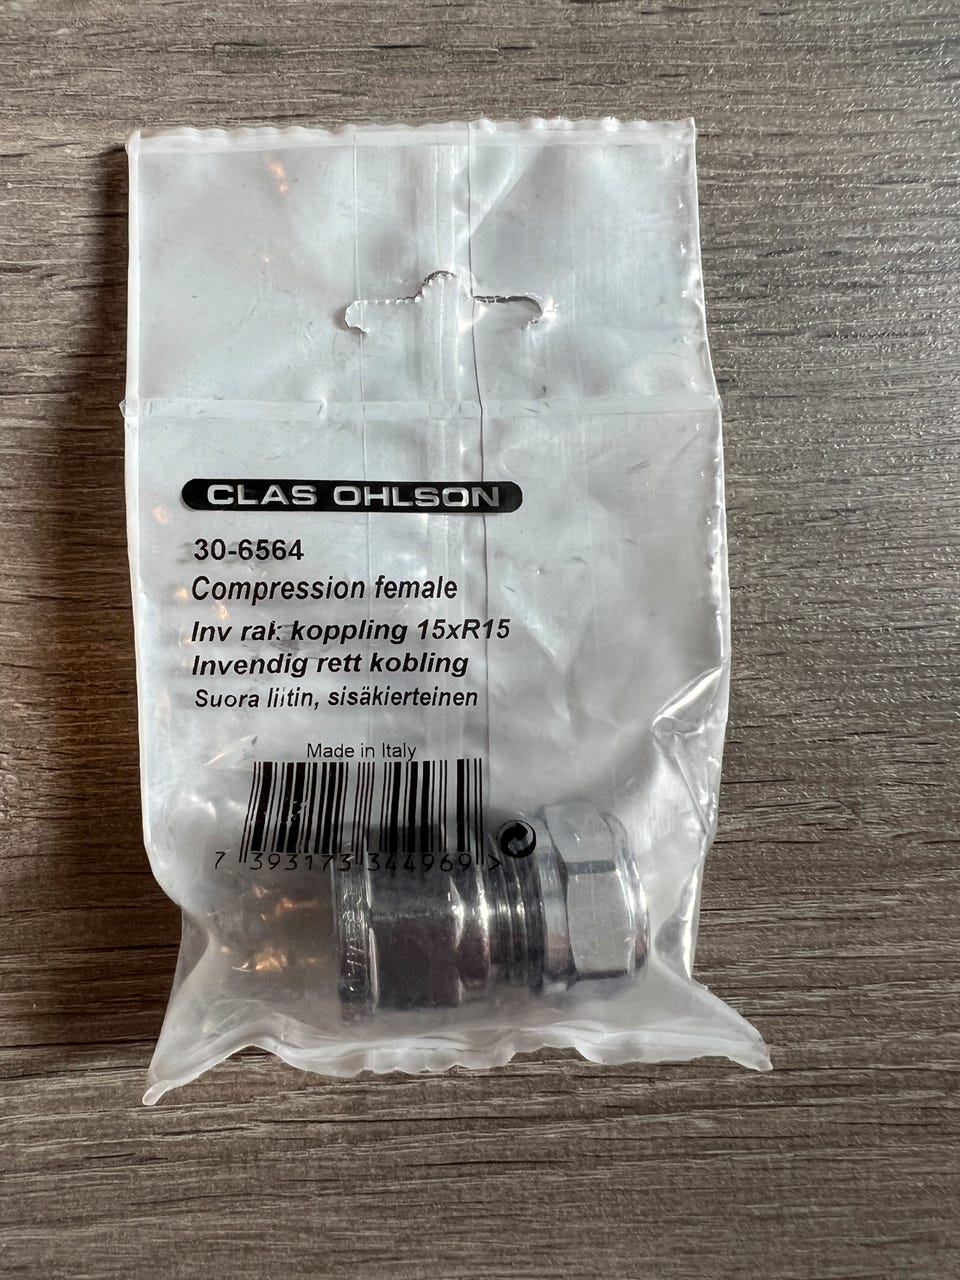 CLAS OHLSON
30-6564
Compression female
Inv rak koppling 15xR15
Invendig rett kobling
Suora liitin, sisäkierteinen
Made in Italy
7 393173 344969 >